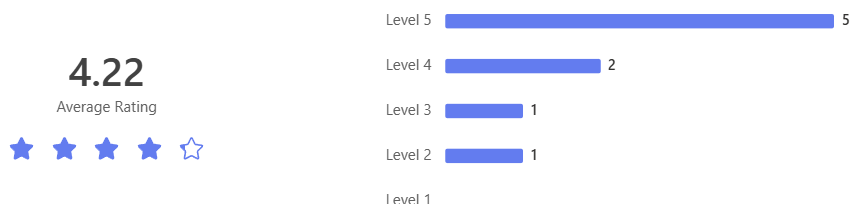 4.22
Average Rating
Level 5 5
Level 4 2
Level 3 1
Level 2 1
Level 1